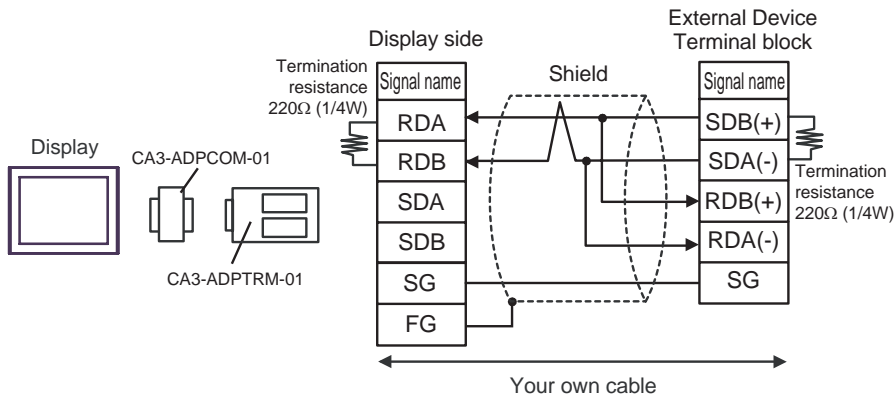 Display
CA3-ADPCOM-01
CA3-ADPTRM-01
Display side
Termination
resistance
220Ω (1/4W)
Signal name
RDA
RDB
SDA
SDB
SG
FG
Shield
External Device
Terminal block
Signal name
SDB(+)
SDA(-)
RDB(+)
RDA(-)
SG
Termination
resistance
220Ω (1/4W)
Your own cable